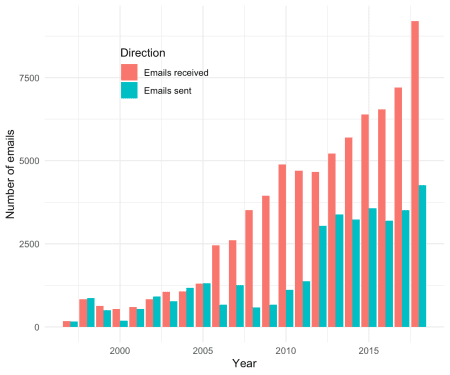 Direction
Emails received
Emails sent
Number of emails
7500
5000
2500
0
2000
2005
2010
2015
Year